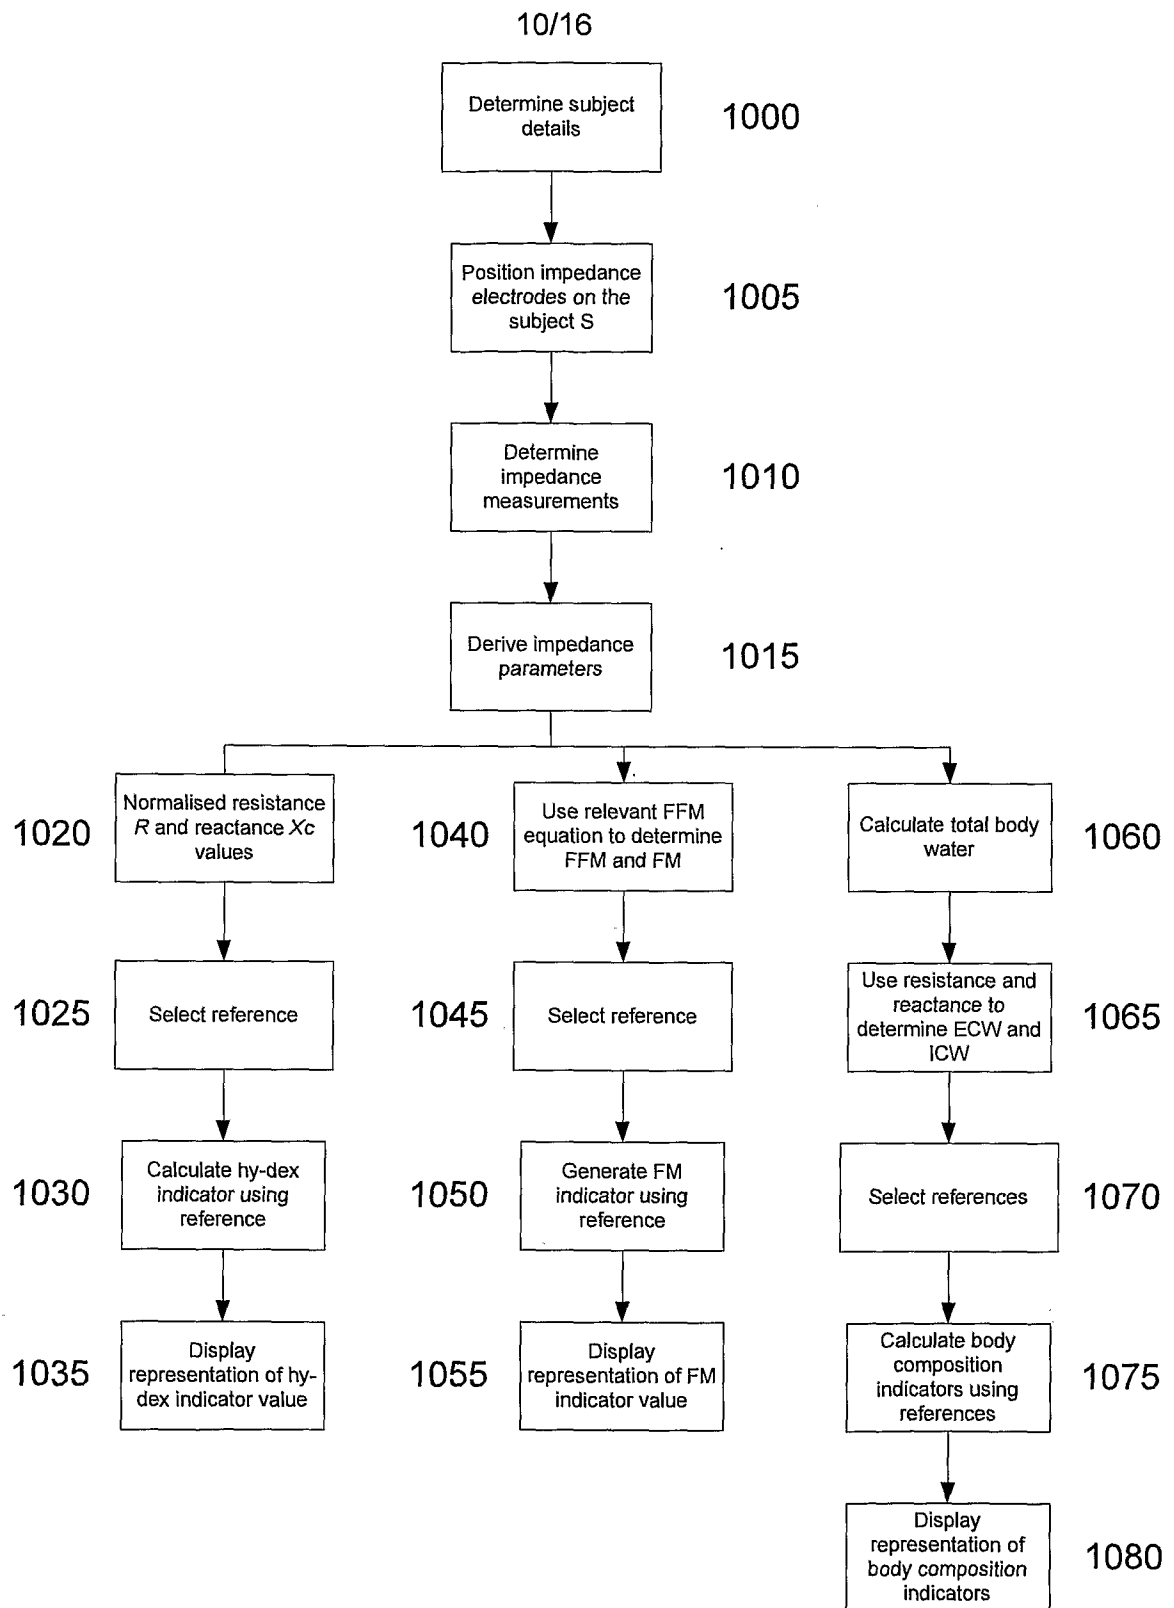 10/16
Determine subject
details
1000
Position impedance
electrodes on the
subject S
1005
Determine
impedance
measurements
1010
Derive impedance
parameters
1015
1020
Normalised resistance
R and reactance Xc
values
1025
Select reference
1030
Calculate hy-dex
indicator using
reference
1035
Display
representation of hy-
dex indicator value
1040
Use relevant FFM
equation to determine
FFM and FM
1045
Select reference
1050
Generate FM
indicator using
reference
1055
Display
representation of FM
indicator value
Calculate total body
water
1060
Use resistance and
reactance to
determine ECW and
ICW
1065
Select references
1070
Calculate body
composition
indicators using
references
1075
Display
representation of
body composition
indicators
1080